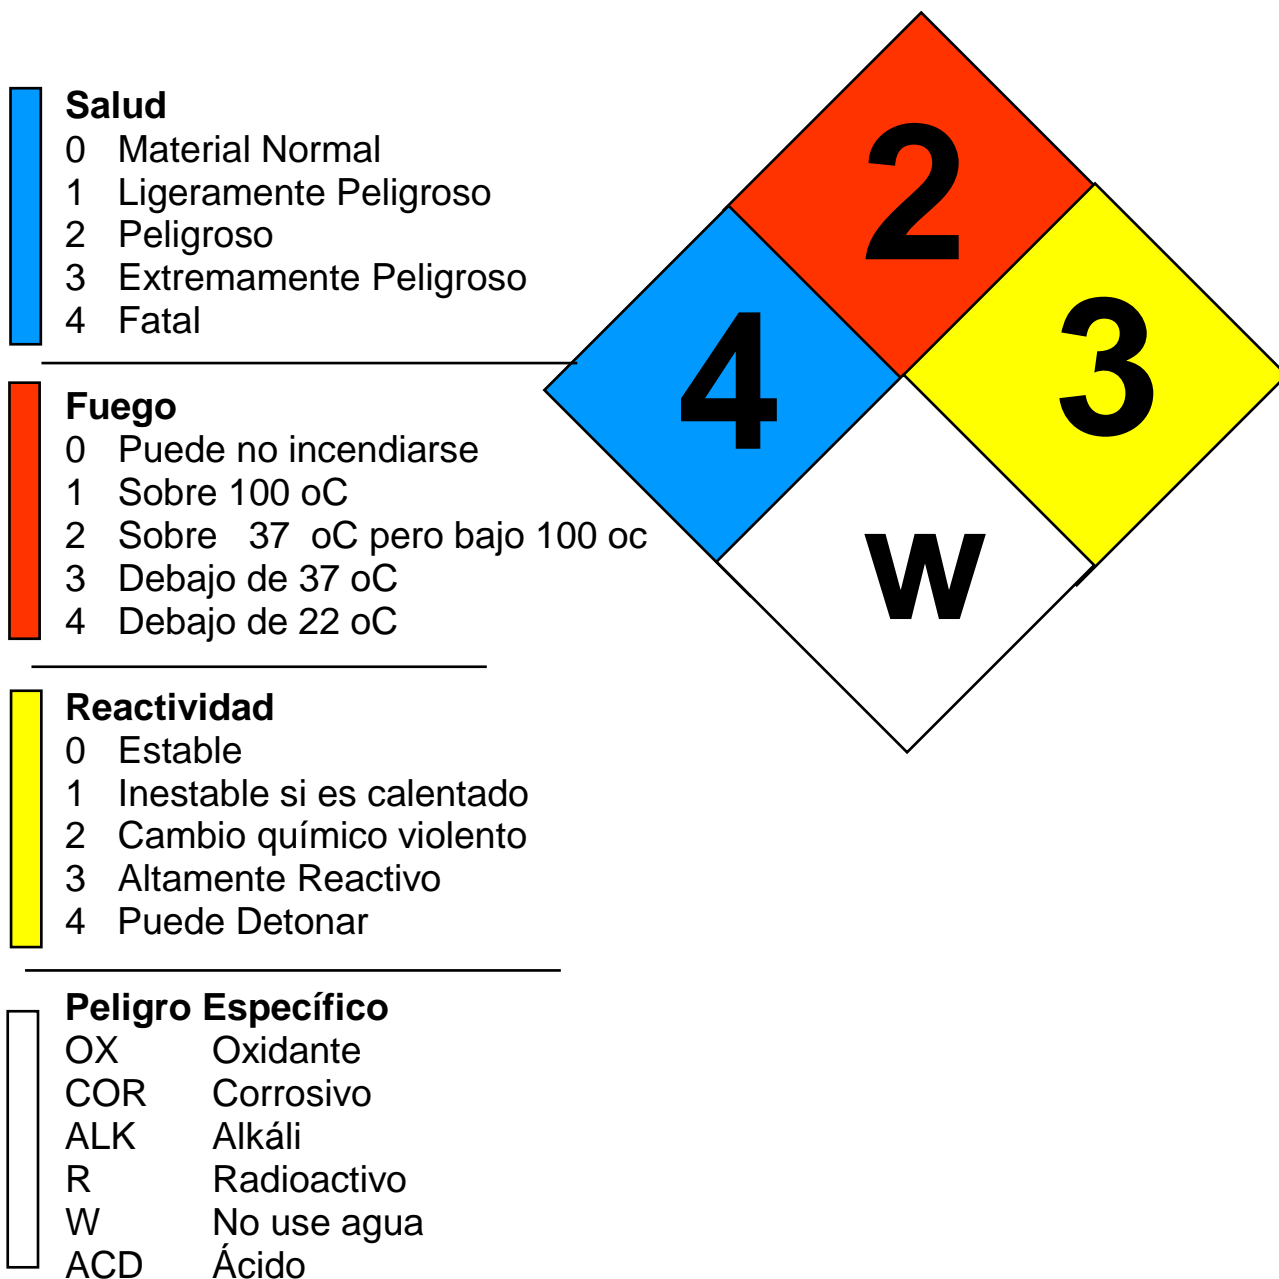 Salud
0 Material Normal
1 Ligeramente Peligroso
2 Peligroso
3 Extremamente Peligroso
4 Fatal
Fuego
0 Puede no incendiarse
1 Sobre 100 oC
2 Sobre 37 oC pero bajo 100 oc
3 Debajo de 37 oC
4 Debajo de 22 oC
Reactividad
0 Estable
1 Inestable si es calentado
2 Cambio químico violento
3 Altamente Reactivo
4 Puede Detonar
Peligro Específico
OX Oxidante
COR Corrosivo
ALK Alkáli
R Radioactivo
W No use agua
ACD Ácido
2
4
3
W